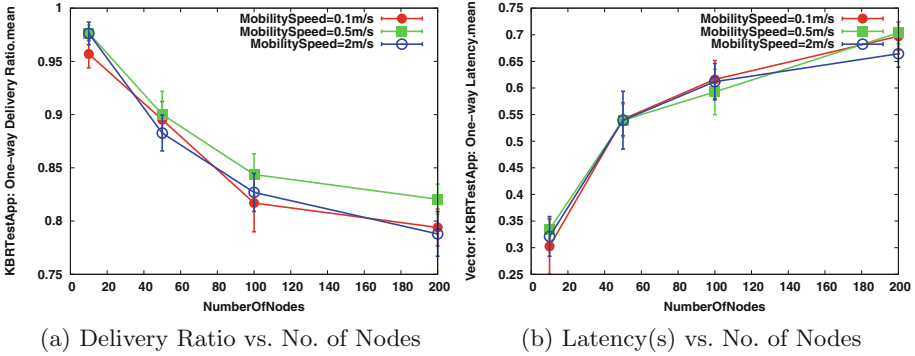 KBRTestApp: One-way Delivery Ratio.mean
1
0.95
0.9
0.85
0.8
0.75
MobilitySpeed=0.1m/s
MobilitySpeed=0.5m/s
MobilitySpeed=2m/s
0 20 40 60 80 100 120 140 160 180 200
NumberOfNodes
(a) Delivery Ratio vs. No. of Nodes
Vector: KBRTestApp: One-way Latency.mean
0.75
0.7
0.65
0.6
0.55
0.5
0.45
0.4
0.35
0.3
0.25
MobilitySpeed=0.1m/s
MobilitySpeed=0.5m/s
MobilitySpeed=2m/s
0 20 40 60 80 100 120 140 160 180 200
NumberOfNodes
(b) Latency(s) vs. No. of Nodes